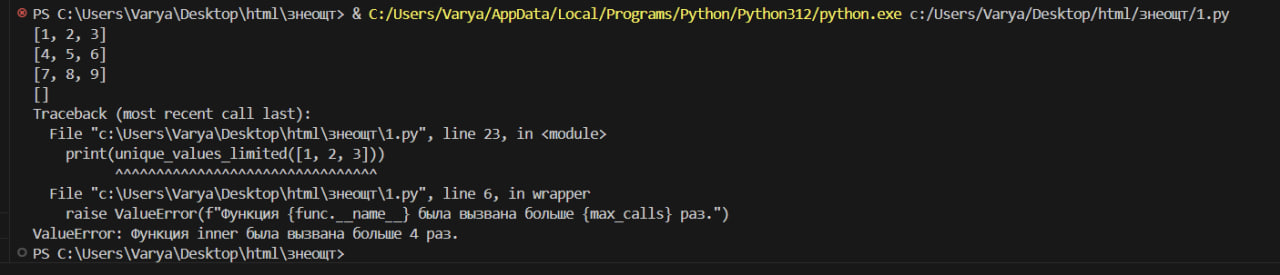 PS C:\Users\Varya\Desktop\html\знеощт> & C:/Users/Varya/AppData/Local/Programs/Python/Python312/python.exe c:/Users/Varya/Desktop/html/знеощт/1.py
[1, 2, 3]
[4, 5, 6]
[7, 8, 9]
[]
Traceback (most recent call last):
  File "c:\Users\Varya\Desktop\html\знеощт\1.py", line 23, in <module>
    print(unique_values_limited([1, 2, 3]))
          ^^^^^^^^^^^^^^^^^^^^^^^^^^^^^^^^
  File "c:\Users\Varya\Desktop\html\знеощт\1.py", line 6, in wrapper
    raise ValueError(f"Функция {func.__name__} была вызвана больше {max_calls} раз.")
ValueError: Функция inner была вызвана больше 4 раз.
PS C:\Users\Varya\Desktop\html\знеощт>